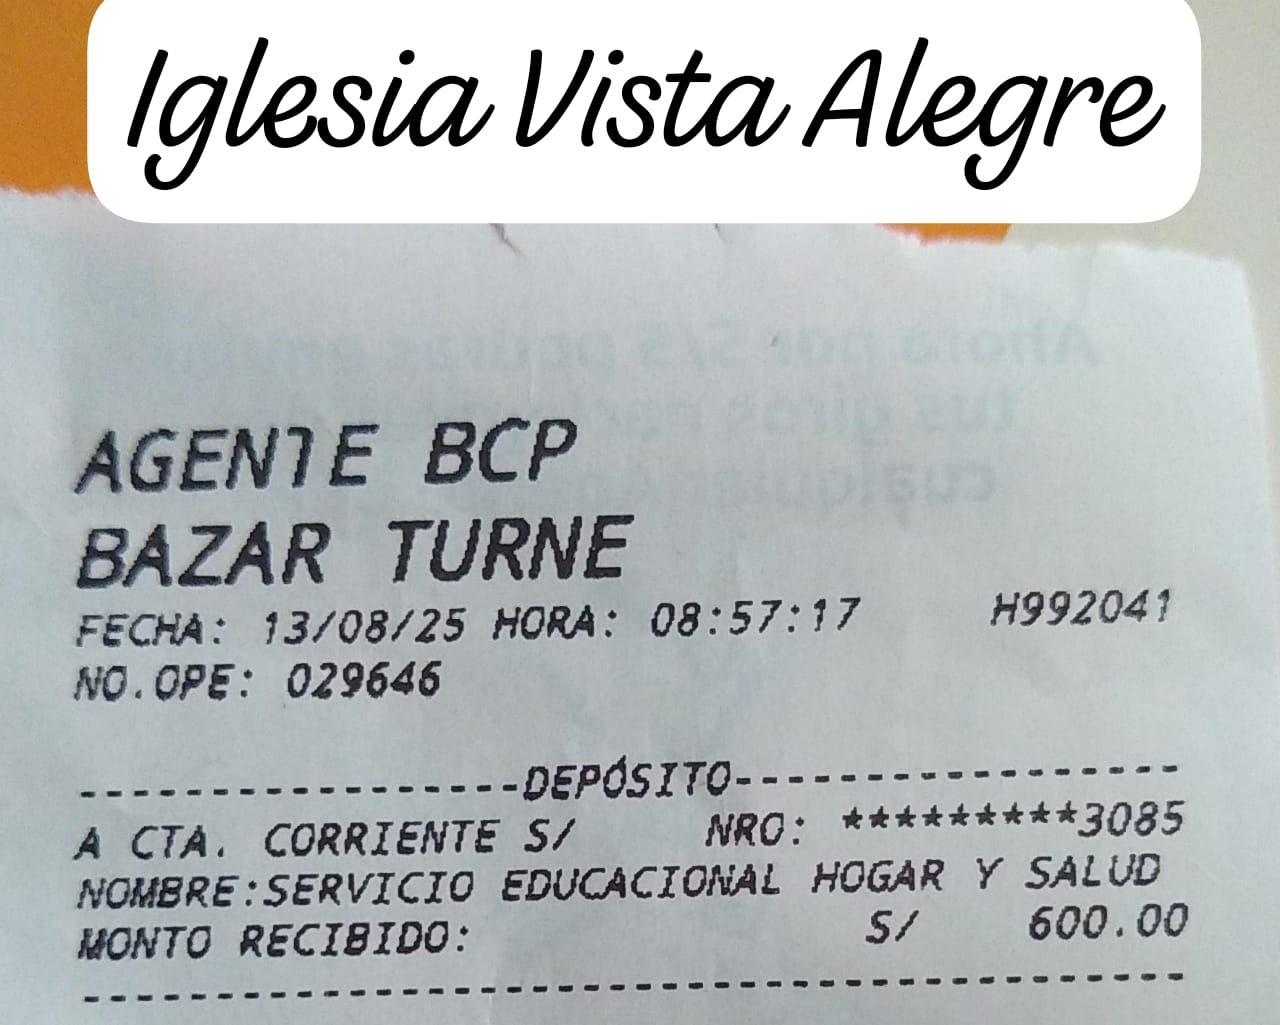 Iglesia Vista Alegre
AGENTE BCP
BAZAR TURNE
FECHA: 13/08/25 HORA: 08:57:17 H992041
NO.OPE: 029646
------------------DEPÓSITO------------------
A CTA. CORRIENTE S/ NRO: *********3085
NOMBRE:SERVICIO EDUCACIONAL HOGAR Y SALUD
MONTO RECIBIDO: S/ 600.00